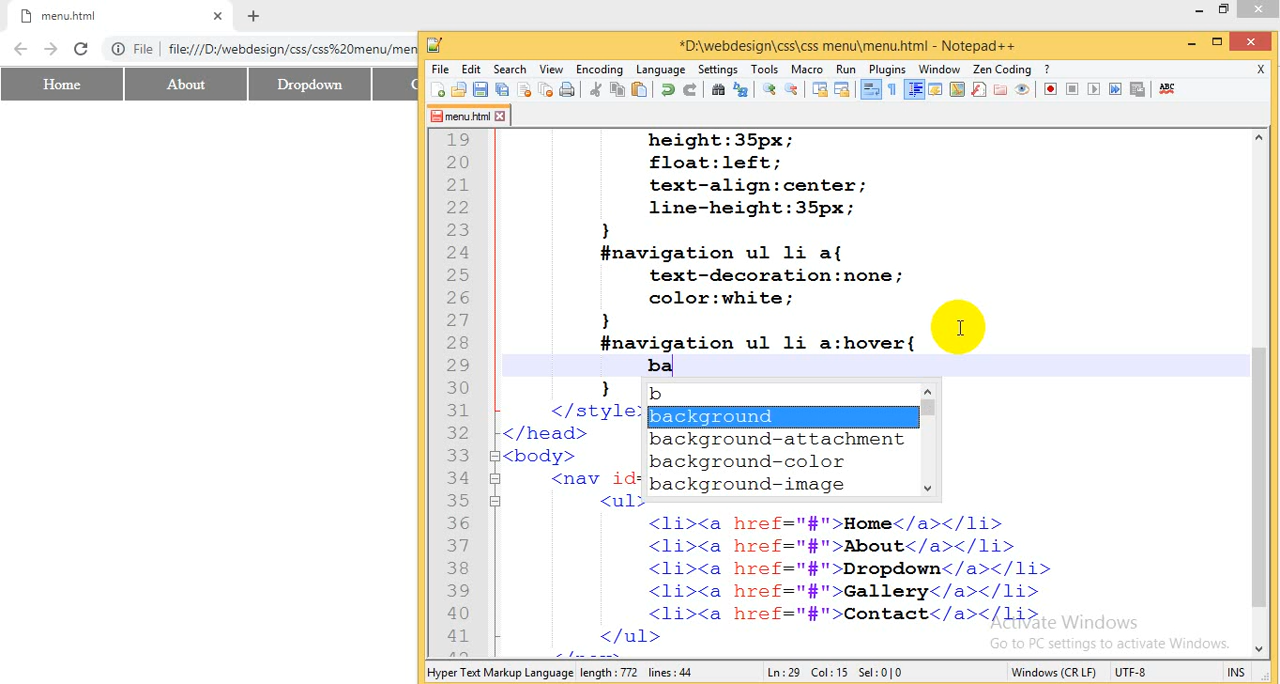 menu.html
File file:///D:/webdesign/css/css%20menu/men
Home About Dropdown
*D:\webdesign\css\css menu\menu.html - Notepad++
File Edit Search View Encoding Language Settings Tools Macro Run Plugins Window Zen Coding ? X
ABC
menu.html
19 height:35px;
20 float:left;
21 text-align:center;
22 line-height:35px;
23 }
24 #navigation ul li a{
25 text-decoration:none;
26 color:white;
27 }
28 #navigation ul li a:hover{
29 ba
30 }
b
background
background-attachment
background-color
background-image
31 </style>
32 </head>
33 <body>
34 <nav id=
35 <ul>
36 <li><a href="#">Home</a></li>
37 <li><a href="#">About</a></li>
38 <li><a href="#">Dropdown</a></li>
39 <li><a href="#">Gallery</a></li>
40 <li><a href="#">Contact</a></li>
41 </ul>
Activate Windows
Go to PC settings to activate Windows.
Hyper Text Markup Language length : 772 lines : 44 Ln : 29 Col : 15 Sel : 0 | 0 Windows (CR LF) UTF-8 INS